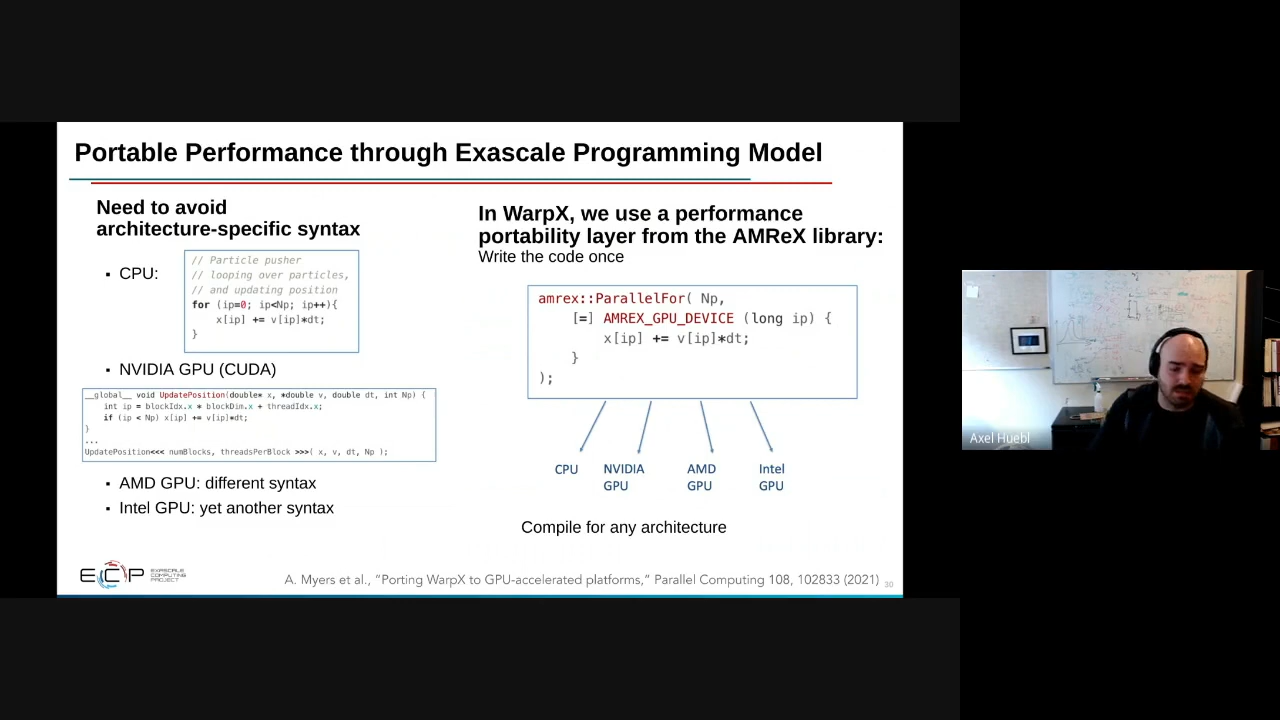 Portable Performance through Exascale Programming Model
Need to avoid
architecture-specific syntax
▪ CPU:
// Particle pusher
// looping over particles,
// and updating position
for (ip=0; ip<Np; ip++){
x[ip] += v[ip]*dt;
}
▪ NVIDIA GPU (CUDA)
__global__ void UpdatePosition(double* x, *double v, double dt, int Np) {
int ip = blockIdx.x * blockDim.x + threadIdx.x;
if (ip < Np) x[ip] += v[ip]*dt;
}
...
UpdatePosition<<< numBlocks, threadsPerBlock >>>( x, v, dt, Np );
▪ AMD GPU: different syntax
▪ Intel GPU: yet another syntax
In WarpX, we use a performance
portability layer from the AMReX library:
Write the code once
amrex::ParallelFor( Np,
[=] AMREX_GPU_DEVICE (long ip) {
x[ip] += v[ip]*dt;
}
);
CPU NVIDIA GPU AMD GPU Intel GPU
Compile for any architecture
ECP EXASCALE COMPUTING PROJECT
A. Myers et al., “Porting WarpX to GPU-accelerated platforms,” Parallel Computing 108, 102833 (2021)
30
Axel Huebl